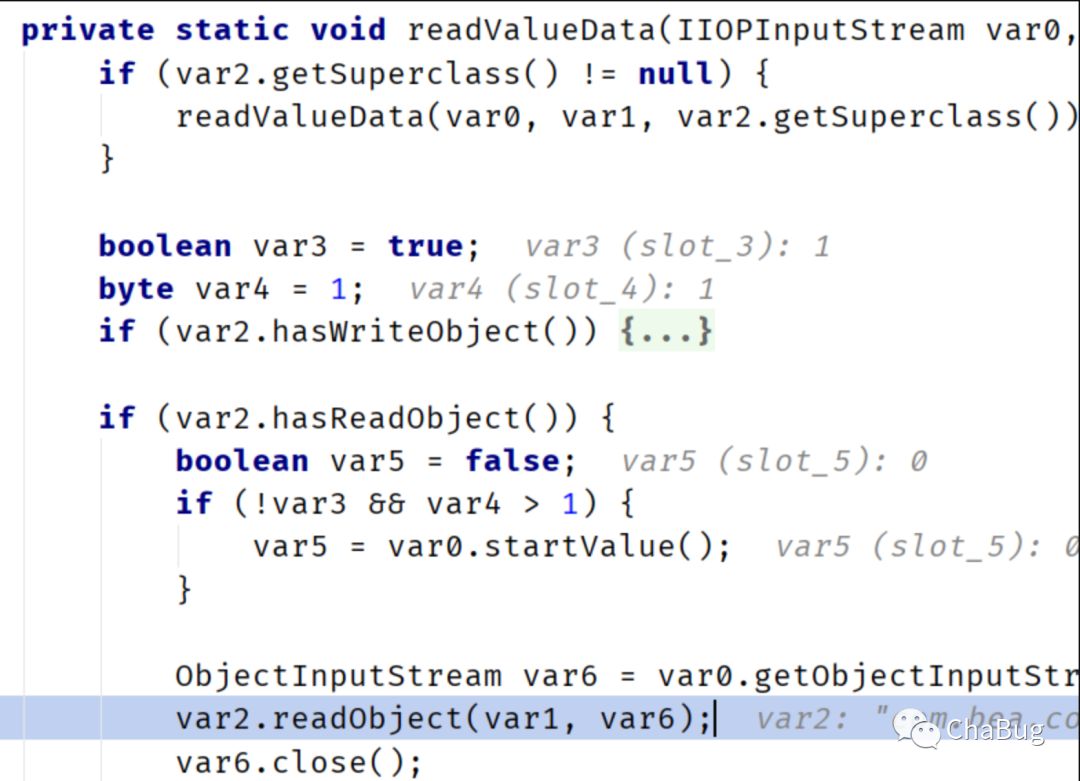 private static void readValueData(IIOPInputStream var0,
if (var2.getSuperclass() != null) {
readValueData(var0, var1, var2.getSuperclass())
}
boolean var3 = true; var3 (slot_3): 1
byte var4 = 1; var4 (slot_4): 1
if (var2.hasWriteObject()) {...}
if (var2.hasReadObject()) {
boolean var5 = false; var5 (slot_5): 0
if (!var3 && var4 > 1) {
var5 = var0.startValue(); var5 (slot_5): 0
}
ObjectInputStream var6 = var0.getObjectInputStr
var2.readObject(var1, var6); var2: "
ChaBug
var6.close();